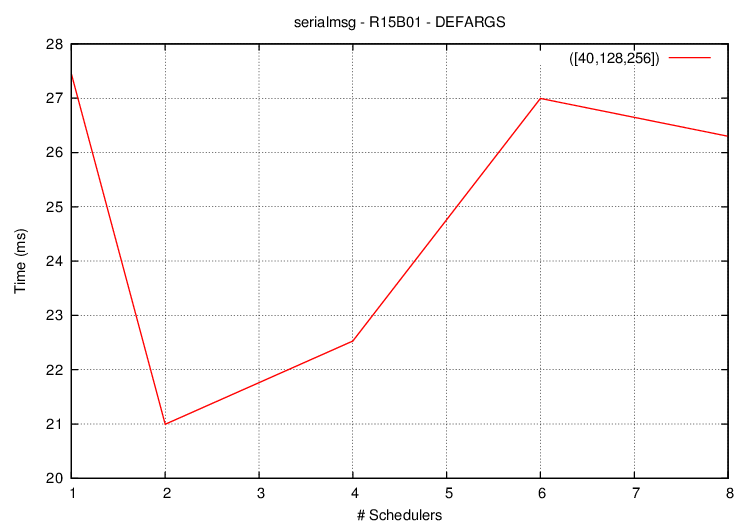 serialmsg - R15B01 - DEFARGS
([40,128,256])
28
27
26
25
24
23
22
21
20
Time (ms)
1 2 3 4 5 6 7 8
# Schedulers